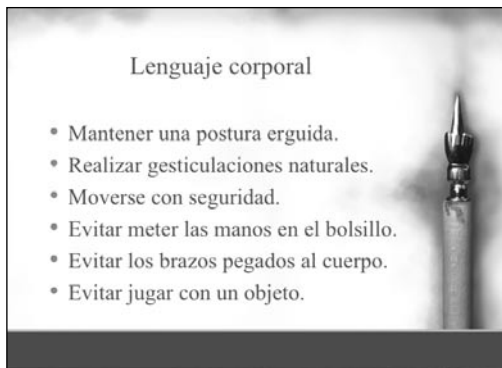 Lenguaje corporal
• Mantener una postura erguida.
• Realizar gesticulaciones naturales.
• Moverse con seguridad.
• Evitar meter las manos en el bolsillo.
• Evitar los brazos pegados al cuerpo.
• Evitar jugar con un objeto.